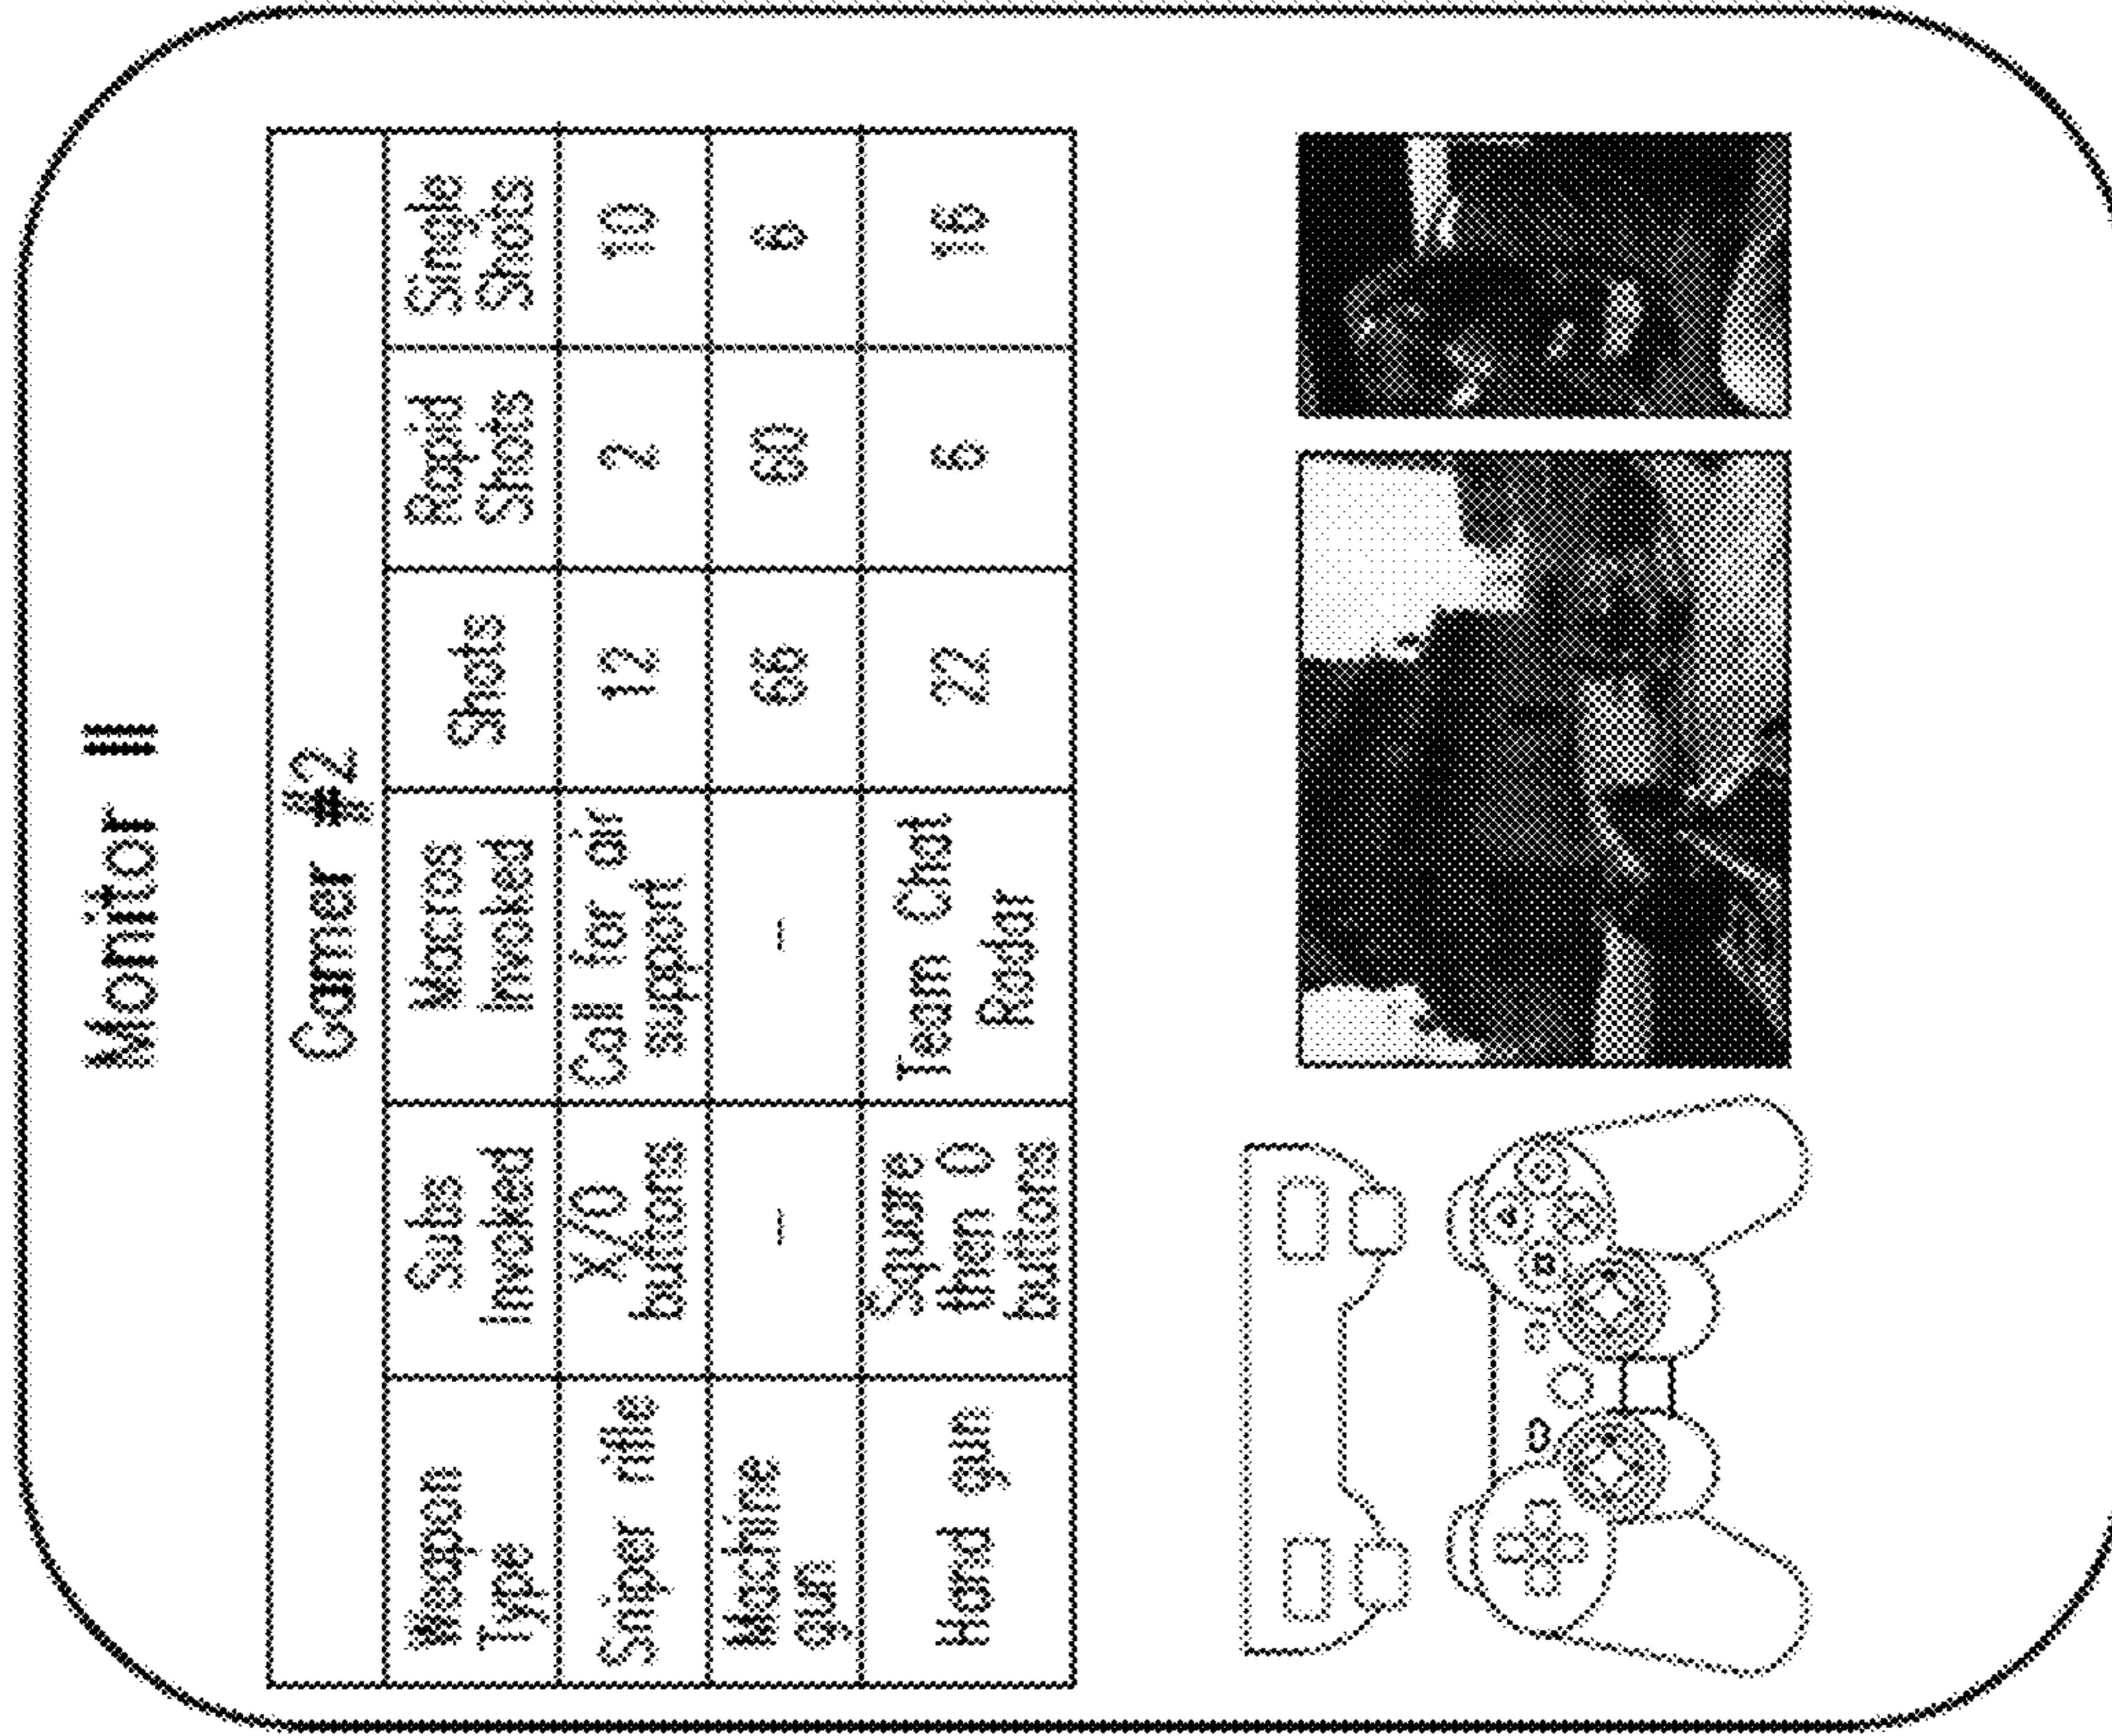 Monitor II
Gamer #2
Weapon Type | Subs Invoked | Macros Invoked | Shots | Rapid Shots | Single Shots
Sniper rifle | X/O buttons | Call for air support | 12 | 2 | 10
Machine gun | - | - | 66 | 60 | 6
Hand gun | Square then O buttons | Team Chat Radar | 22 | 6 | 16